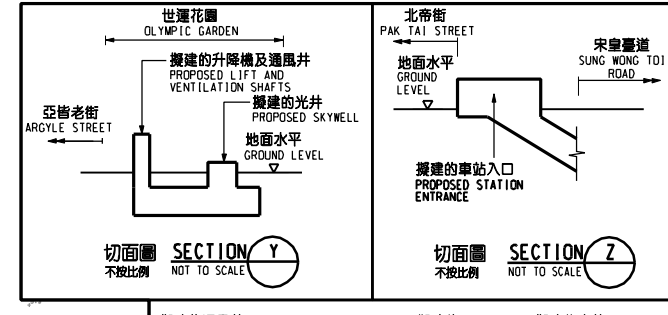 世運花園
OLYMPIC GARDEN
擬建的升降機及通風井
PROPOSED LIFT AND
VENTILATION SHAFTS
擬建的光井
PROPOSED SKYWELL
亞皆老街
ARGYLE STREET
地面水平
GROUND LEVEL
切面圖 SECTION Y
不按比例 NOT TO SCALE
北帝街
PAK TAI STREET
宋皇臺道
SUNG WONG TOI
ROAD
地面水平
GROUND
LEVEL
擬建的車站入口
PROPOSED STATION
ENTRANCE
切面圖 SECTION Z
不按比例 NOT TO SCALE